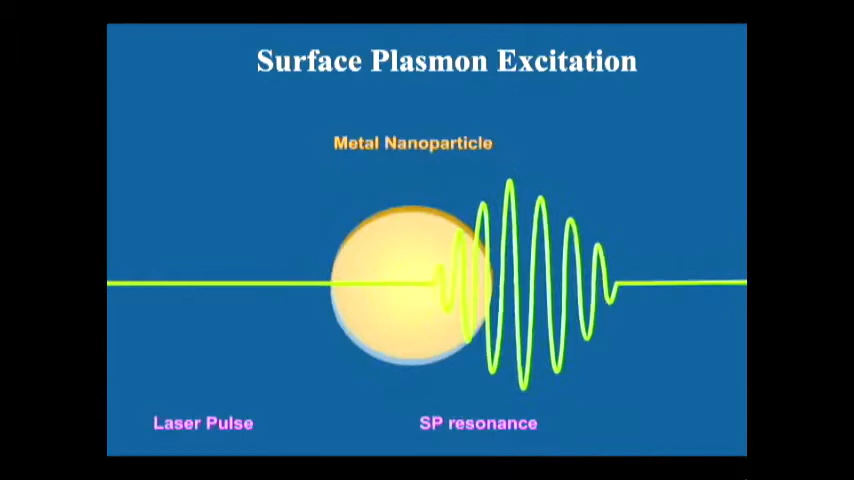 Surface Plasmon Excitation
Metal Nanoparticle
Laser Pulse
SP resonance